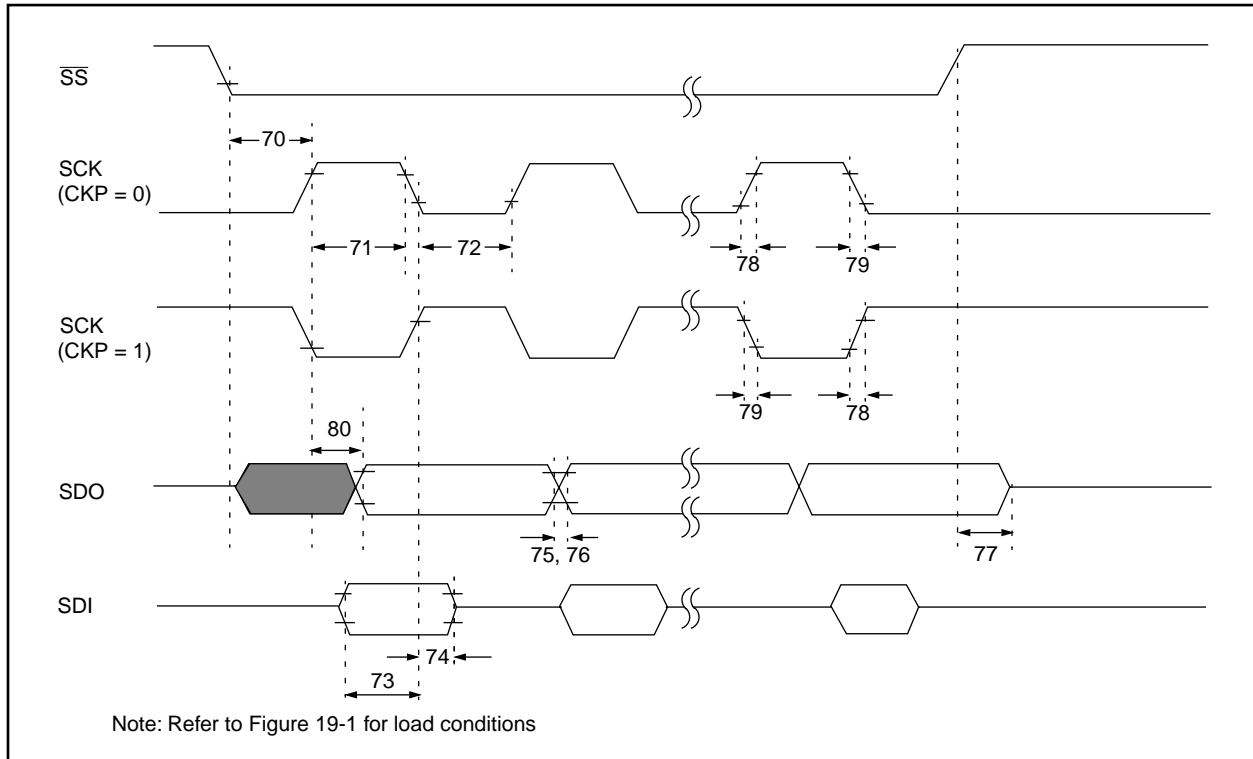 SS
70
SCK
(CKP = 0)
71
72
78
79
SCK
(CKP = 1)
79
78
80
SDO
75, 76
77
SDI
74
73
Note: Refer to Figure 19-1 for load conditions